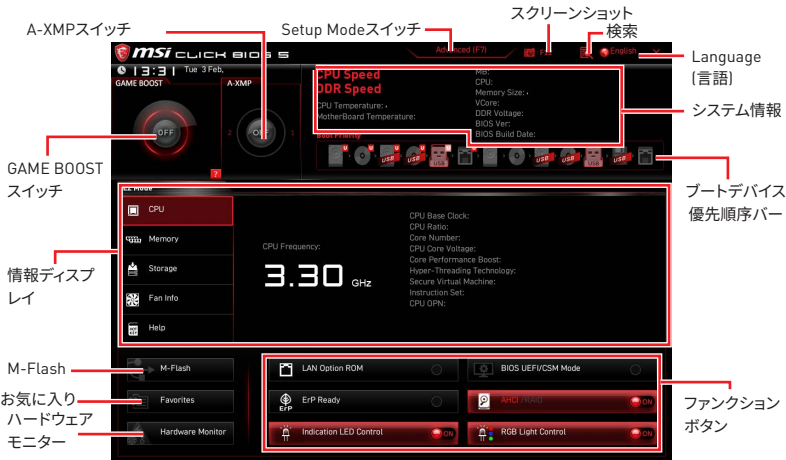 スクリーンショット
A-XMPスイッチ
Setup Modeスイッチ
検索
Language
(言語)
システム情報
GAME BOOST
スイッチ
ブートデバイス
優先順序バー
情報ディスプ
レイ
M-Flash
お気に入り
ハードウェア
モニター
ファンクション
ボタン
msi CLICK BIOS 5
Advanced (F7)
F12
English
X
13:31 Tue 3 Feb,
GAME BOOST
A-XMP
OFF
2 OFF 1
?
CPU Speed
DDR Speed
CPU Temperature:
MotherBoard Temperature:
MB:
CPU:
Memory Size:
VCore:
DDR Voltage:
BIOS Ver:
BIOS Build Date:
Boot Priority
U U U U U U
USB USB USB USB USB USB
EZ Mode
CPU
Memory
Storage
Fan Info
Help
CPU Frequency:
3.30 GHz
CPU Base Clock:
CPU Ratio:
Core Number:
CPU Core Voltage:
Core Performance Boost:
Hyper-Threading Technology:
Secure Virtual Machine:
Instruction Set:
CPU OPN:
M-Flash
Favorites
Hardware Monitor
LAN Option ROM
BIOS UEFI/CSM Mode
ErP
ErP Ready
AHCI /RAID
ON
Indication LED Control
ON
RGB Light Control
ON